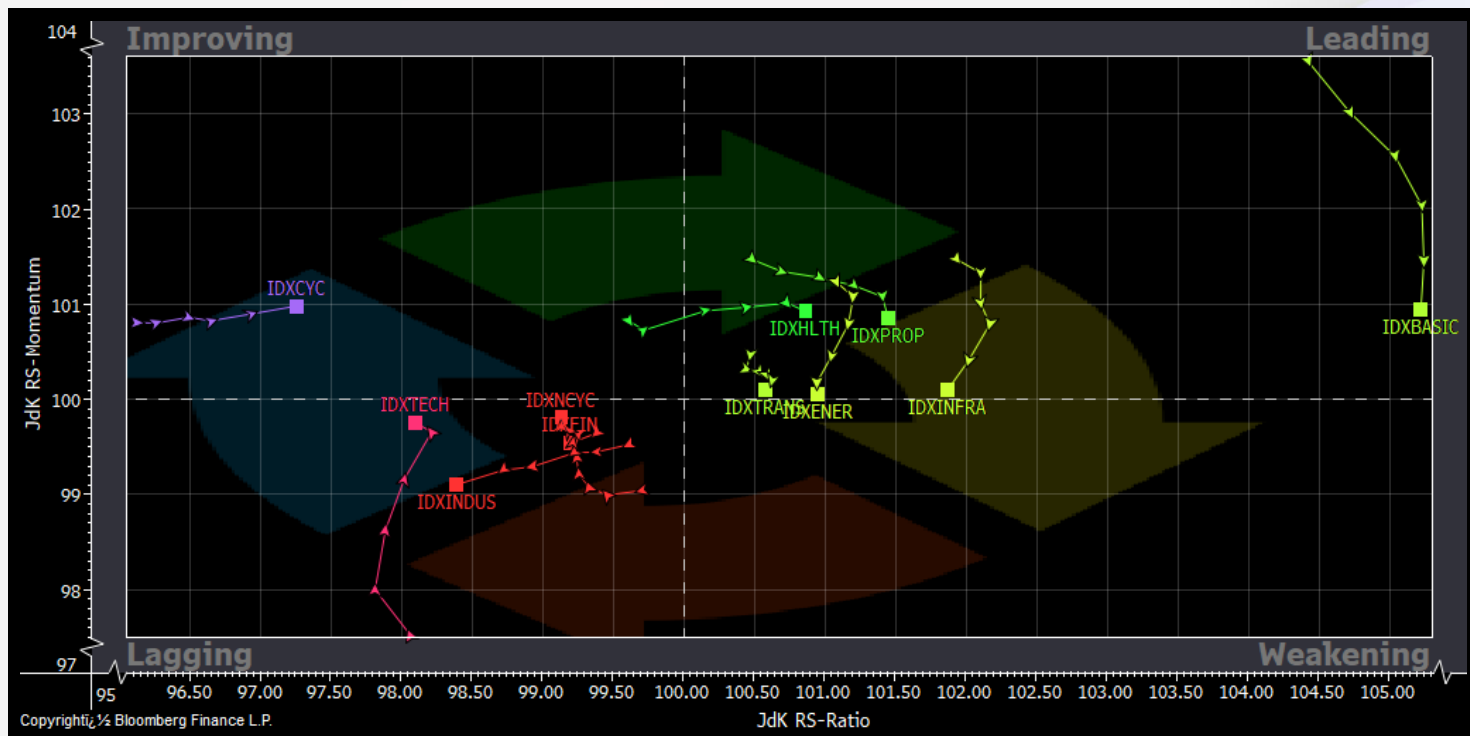 104
Improving
Leading
103
102
101
100
99
98
97
JdK RS-Momentum
IDXCYC
IDXBASIC
IDXHLTH
IDXPROP
IDXTRANS
IDXENER
IDXINFRA
IDXTECH
IDXNCYC
IDXFIN
IDXINDUS
Lagging
Weakening
95
96.50 97.00 97.50 98.00 98.50 99.00 99.50 100.00 100.50 101.00 101.50 102.00 102.50 103.00 103.50 104.00 104.50 105.00
JdK RS-Ratio
Copyrightï¿½ Bloomberg Finance L.P.